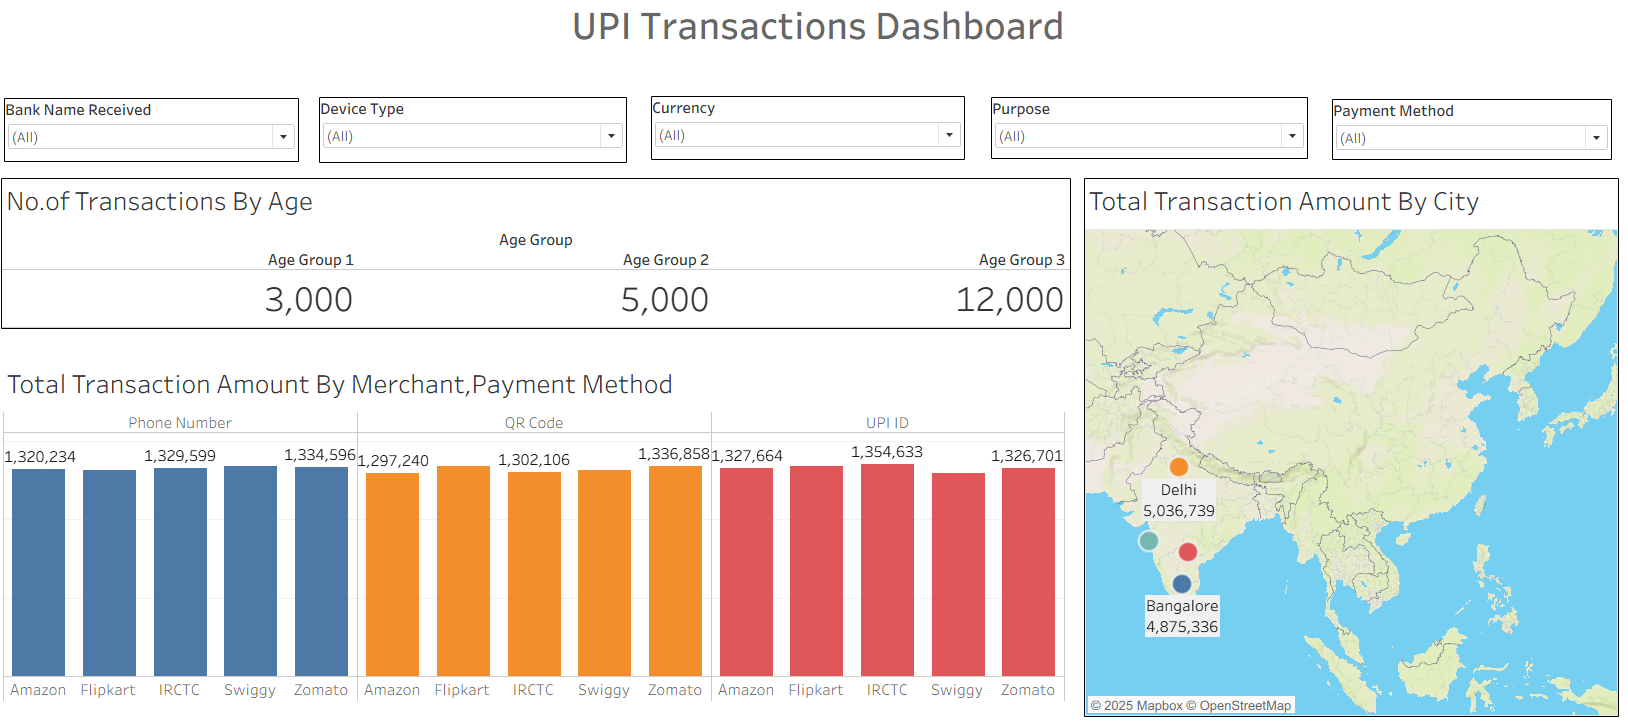 UPI Transactions Dashboard
Bank Name Received
(All)
Device Type
(All)
Currency
(All)
Purpose
(All)
Payment Method
(All)
No.of Transactions By Age
Age Group
Age Group 1 Age Group 2 Age Group 3
3,000 5,000 12,000
Total Transaction Amount By Merchant,Payment Method
Phone Number QR Code UPI ID
1,320,234 1,329,599 1,334,596 1,297,240 1,302,106 1,336,858 1,327,664 1,354,633 1,326,701
Amazon Flipkart IRCTC Swiggy Zomato Amazon Flipkart IRCTC Swiggy Zomato Amazon Flipkart IRCTC Swiggy Zomato
Total Transaction Amount By City
Delhi
5,036,739
Bangalore
4,875,336
© 2025 Mapbox © OpenStreetMap